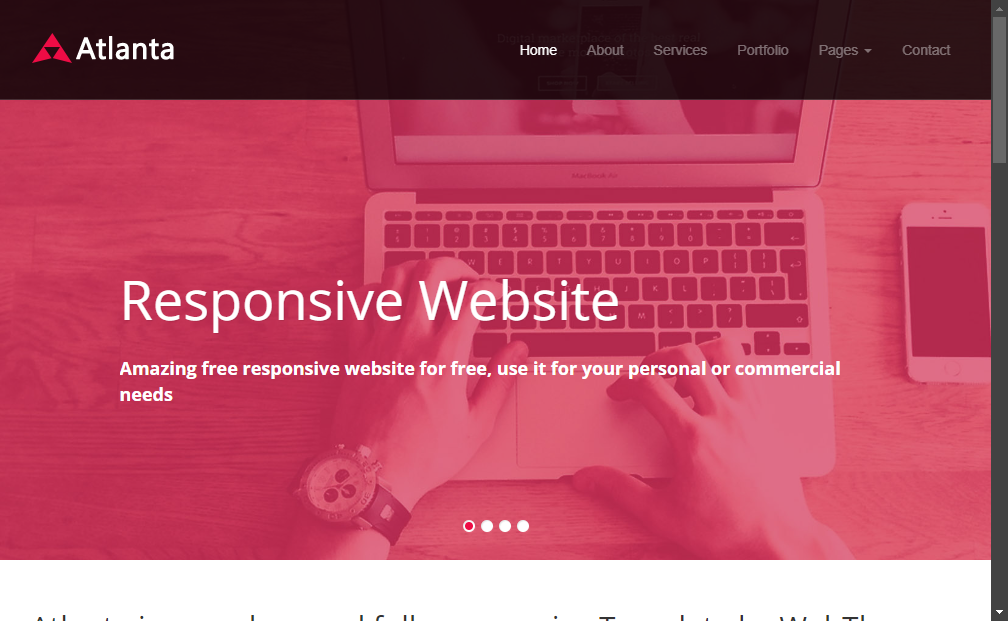 Atlanta
Home About Services Portfolio Pages Contact
MacBook Air
Responsive Website
Amazing free responsive website for free, use it for your personal or commercial
needs